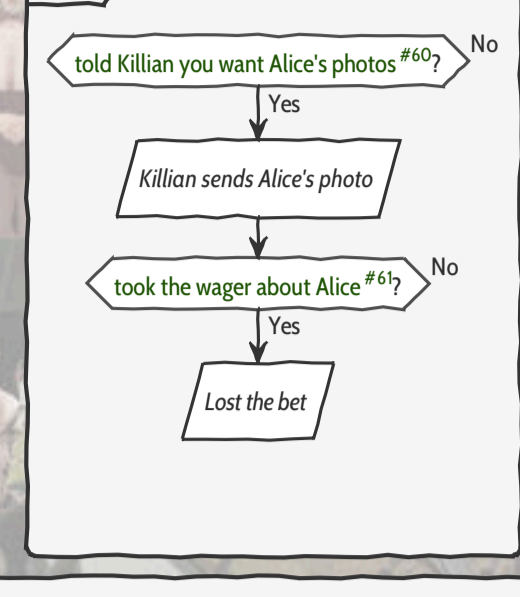 told Killian you want Alice's photos #60?
No
Yes
Killian sends Alice's photo
took the wager about Alice #61?
No
Yes
Lost the bet